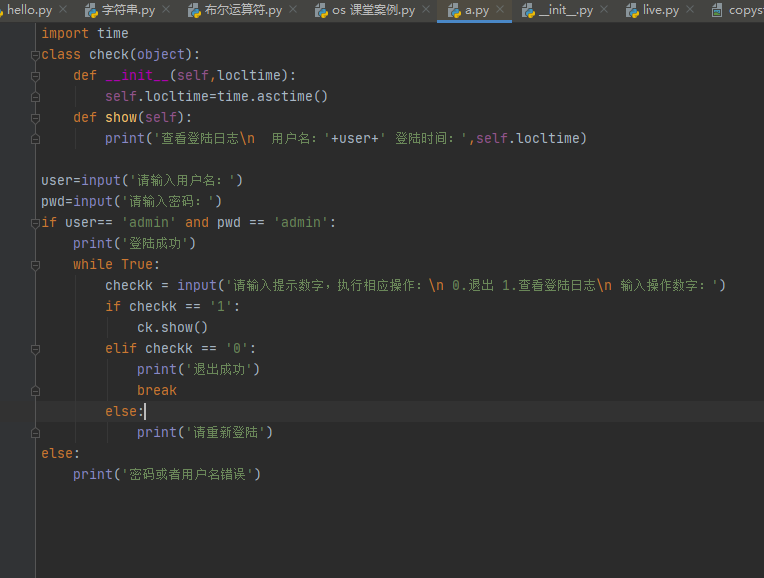 hello.py 字符串.py 布尔运算符.py os 课堂案例.py a.py __init__.py live.py copys
import time
class check(object):
    def __init__(self,locltime):
        self.locltime=time.asctime()
    def show(self):
        print('查看登陆日志\n  用户名：'+user+' 登陆时间：',self.locltime)
user=input('请输入用户名：')
pwd=input('请输入密码：')
if user== 'admin' and pwd == 'admin':
    print('登陆成功')
    while True:
        checkk = input('请输入提示数字，执行相应操作：\n 0.退出 1.查看登陆日志\n 输入操作数字：')
        if checkk == '1':
            ck.show()
        elif checkk == '0':
            print('退出成功')
            break
        else:
            print('请重新登陆')
else:
    print('密码或者用户名错误')